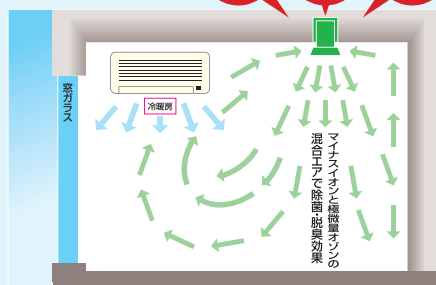 窓ガラス
冷暖房
マイナスイオンと極微量オゾンの
混合エアで除菌・脱臭効果